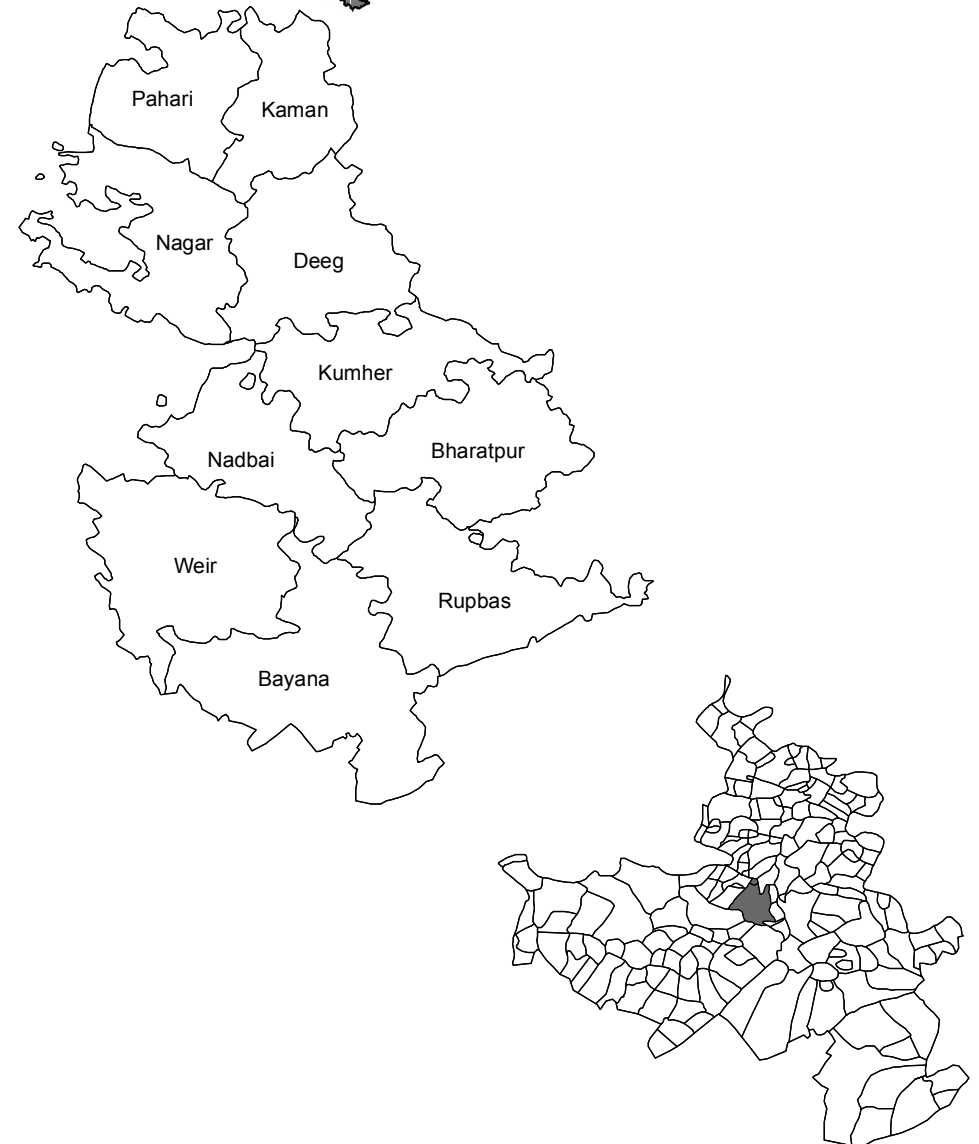 Pahari
Kaman
Nagar
Deeg
Kumher
Bharatpur
Nadbai
Weir
Rupbas
Bayana